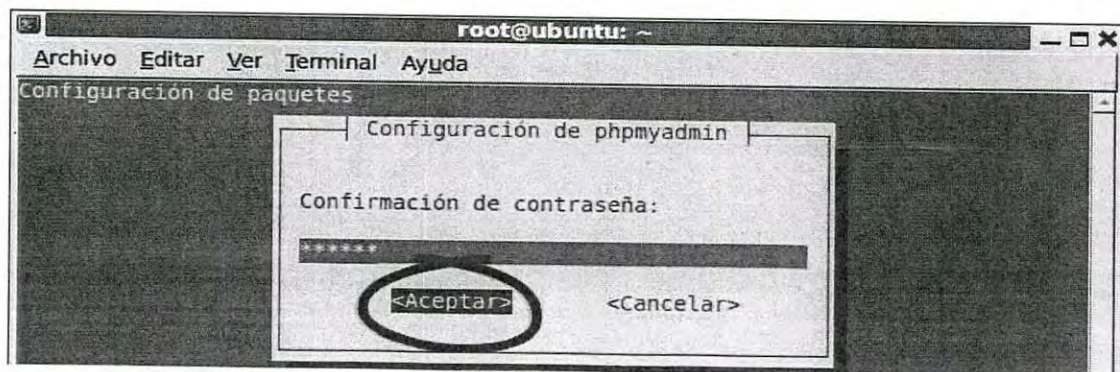 root@ubuntu: ~
Archivo Editar Ver Terminal Ayuda
Configuración de paquetes
Configuración de phpmyadmin
Confirmación de contraseña:
******
<Aceptar> <Cancelar>